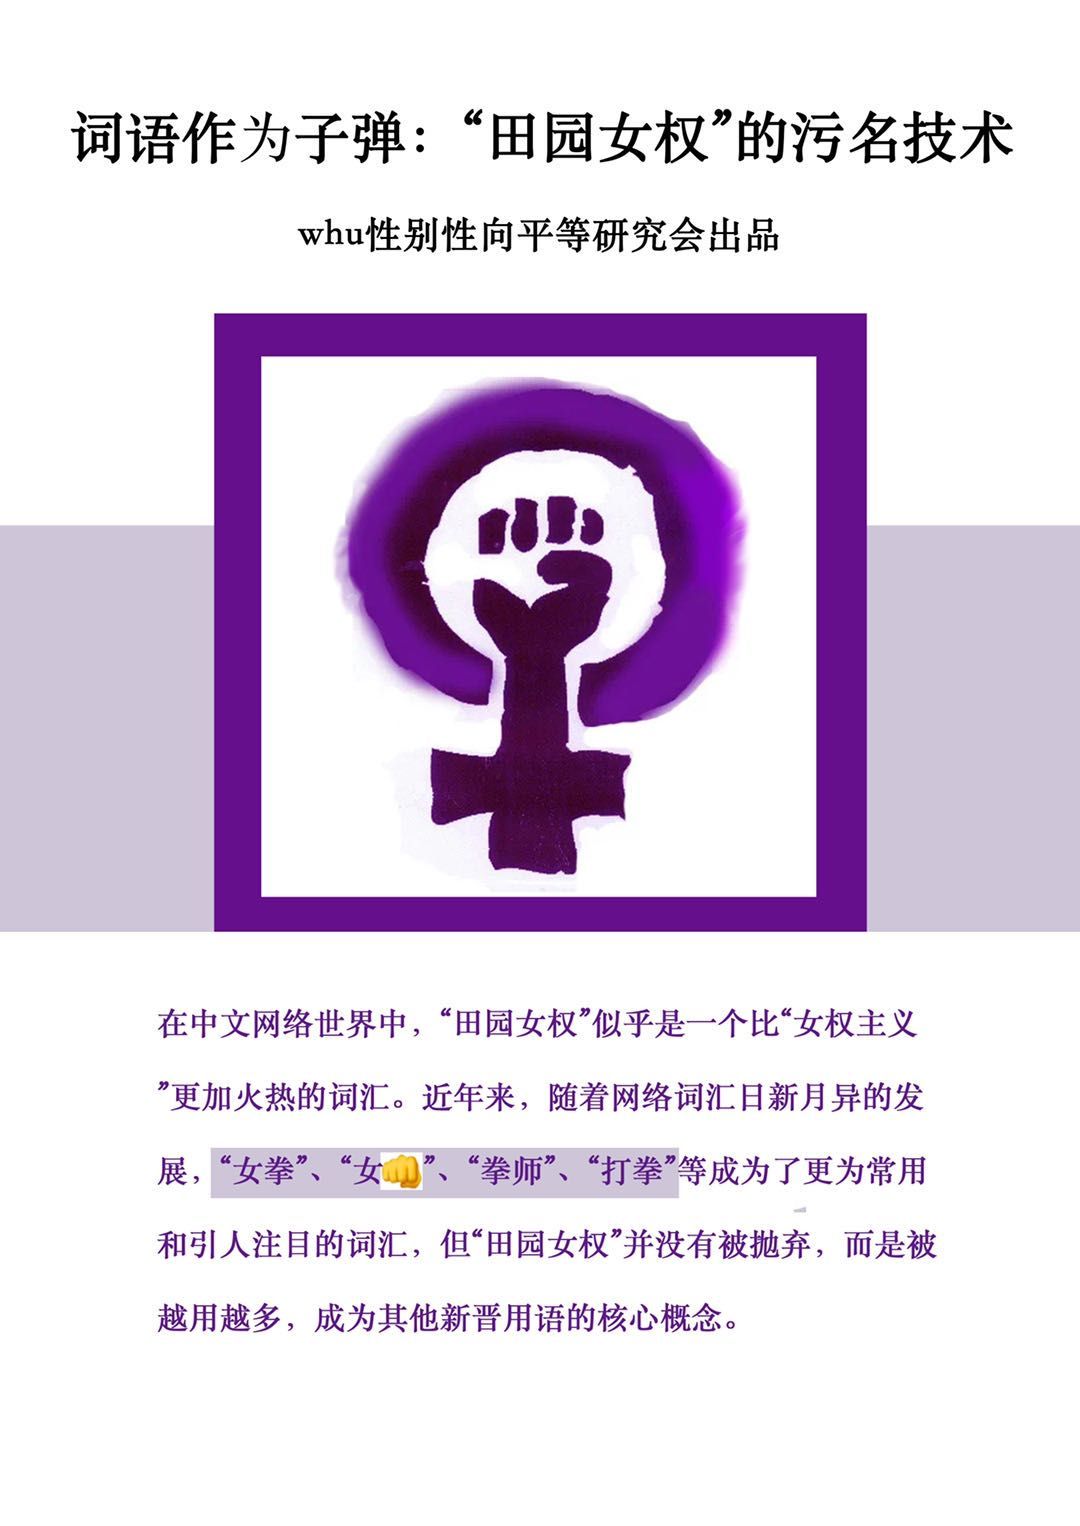 词语作为子弹：“田园女权”的污名技术
whu性别性向平等研究会出品
在中文网络世界中，“田园女权”似乎是一个比“女权主义
”更加火热的词汇。近年来，随着网络词汇日新月异的发
展，“女拳”、“女👊”、“拳师”、“打拳”等成为了更为常用
和引人注目的词汇，但“田园女权”并没有被抛弃，而是被
越用越多，成为其他新晋用语的核心概念。